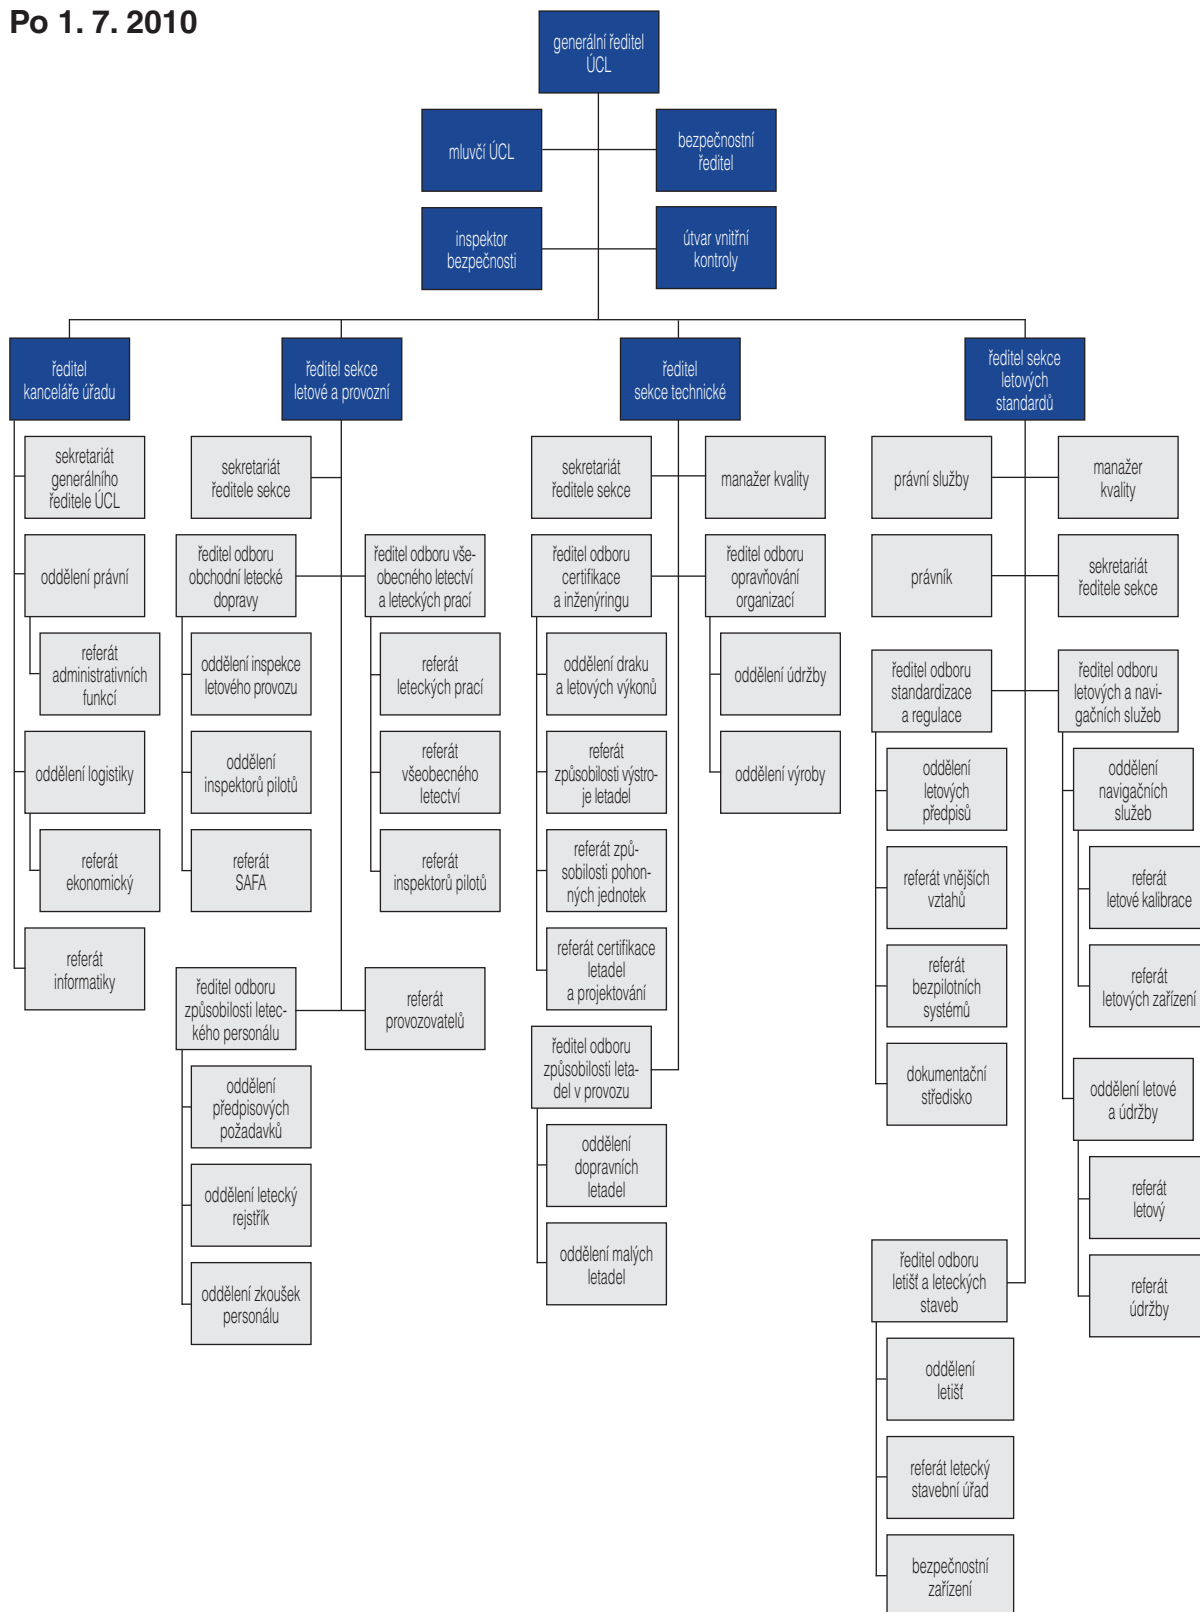 Po 1. 7. 2010
generální ředitel
ÚCL
mluvčí ÚCL
bezpečnostní
ředitel
inspektor
bezpečnosti
útvar vnitřní
kontroly
ředitel
kanceláře úřadu
ředitel sekce
letové a provozní
ředitel
sekce technické
ředitel sekce
letových
standardů
sekretariát
generálního
ředitele ÚCL
oddělení právní
referát
administrativních
funkcí
oddělení logistiky
referát
ekonomický
referát
informatiky
sekretariát
ředitele sekce
ředitel odboru
obchodní letecké
dopravy
oddělení inspekce
letového provozu
oddělení
inspektorů pilotů
referát
SAFA
ředitel odboru vše-
obecného letectví
a leteckých prací
referát
leteckých prací
referát
všeobecného
letectví
referát
inspektorů pilotů
ředitel odboru
způsobilosti letec-
kého personálu
oddělení
předpisových
požadavků
oddělení letecký
rejstřík
oddělení zkoušek
personálu
referát
provozovatelů
sekretariát
ředitele sekce
manažer kvality
ředitel odboru
certifikace
a inženýringu
oddělení draku
a letových výkonů
referát
způsobilosti výstro-
je letadel
referát způ-
sobilosti pohon-
ných jednotek
referát certifikace
letadel
a projektování
ředitel odboru
opravňování
organizací
oddělení údržby
oddělení výroby
ředitel odboru
způsobilosti leta-
del v provozu
oddělení
dopravních
letadel
oddělení malých
letadel
právní služby
manažer
kvality
právník
sekretariát
ředitele sekce
ředitel odboru
standardizace
a regulace
oddělení
letových
předpisů
referát vnějších
vztahů
referát
bezpilotních
systémů
dokumentační
středisko
ředitel odboru
letových a navi-
gačních služeb
oddělení
navigačních
služeb
referát
letové kalibrace
referát
letových zařízení
oddělení letové
a údržby
referát
letový
referát
údržby
ředitel odboru
letišť a leteckých
staveb
oddělení
letišť
referát letecký
stavební úřad
bezpečnostní
zařízení